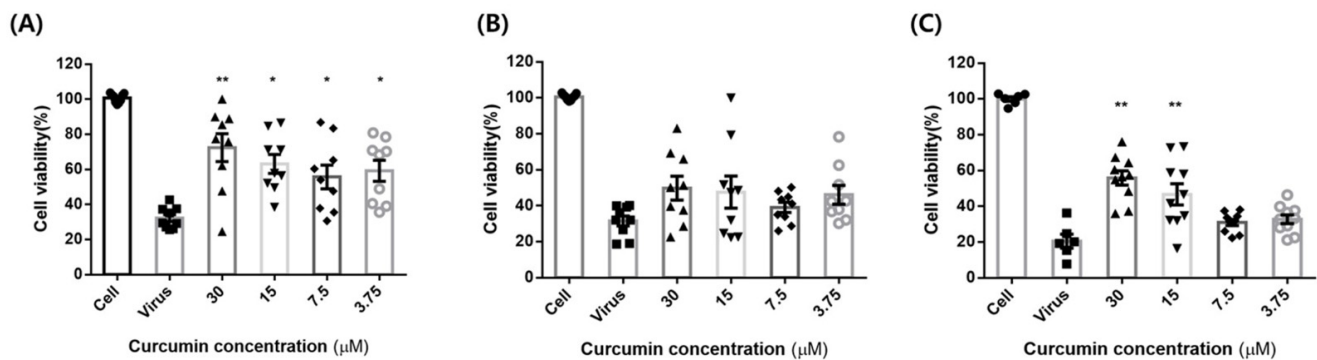 (A)
Cell viability(%)
120
100
80
60
40
20
0
** * * *
Cell Virus 30 15 7.5 3.75
Curcumin concentration (μM)
(B)
Cell viability(%)
120
100
80
60
40
20
0
Cell Virus 30 15 7.5 3.75
Curcumin concentration (μM)
(C)
Cell viability(%)
120
100
80
60
40
20
0
** **
Cell Virus 30 15 7.5 3.75
Curcumin concentration (μM)